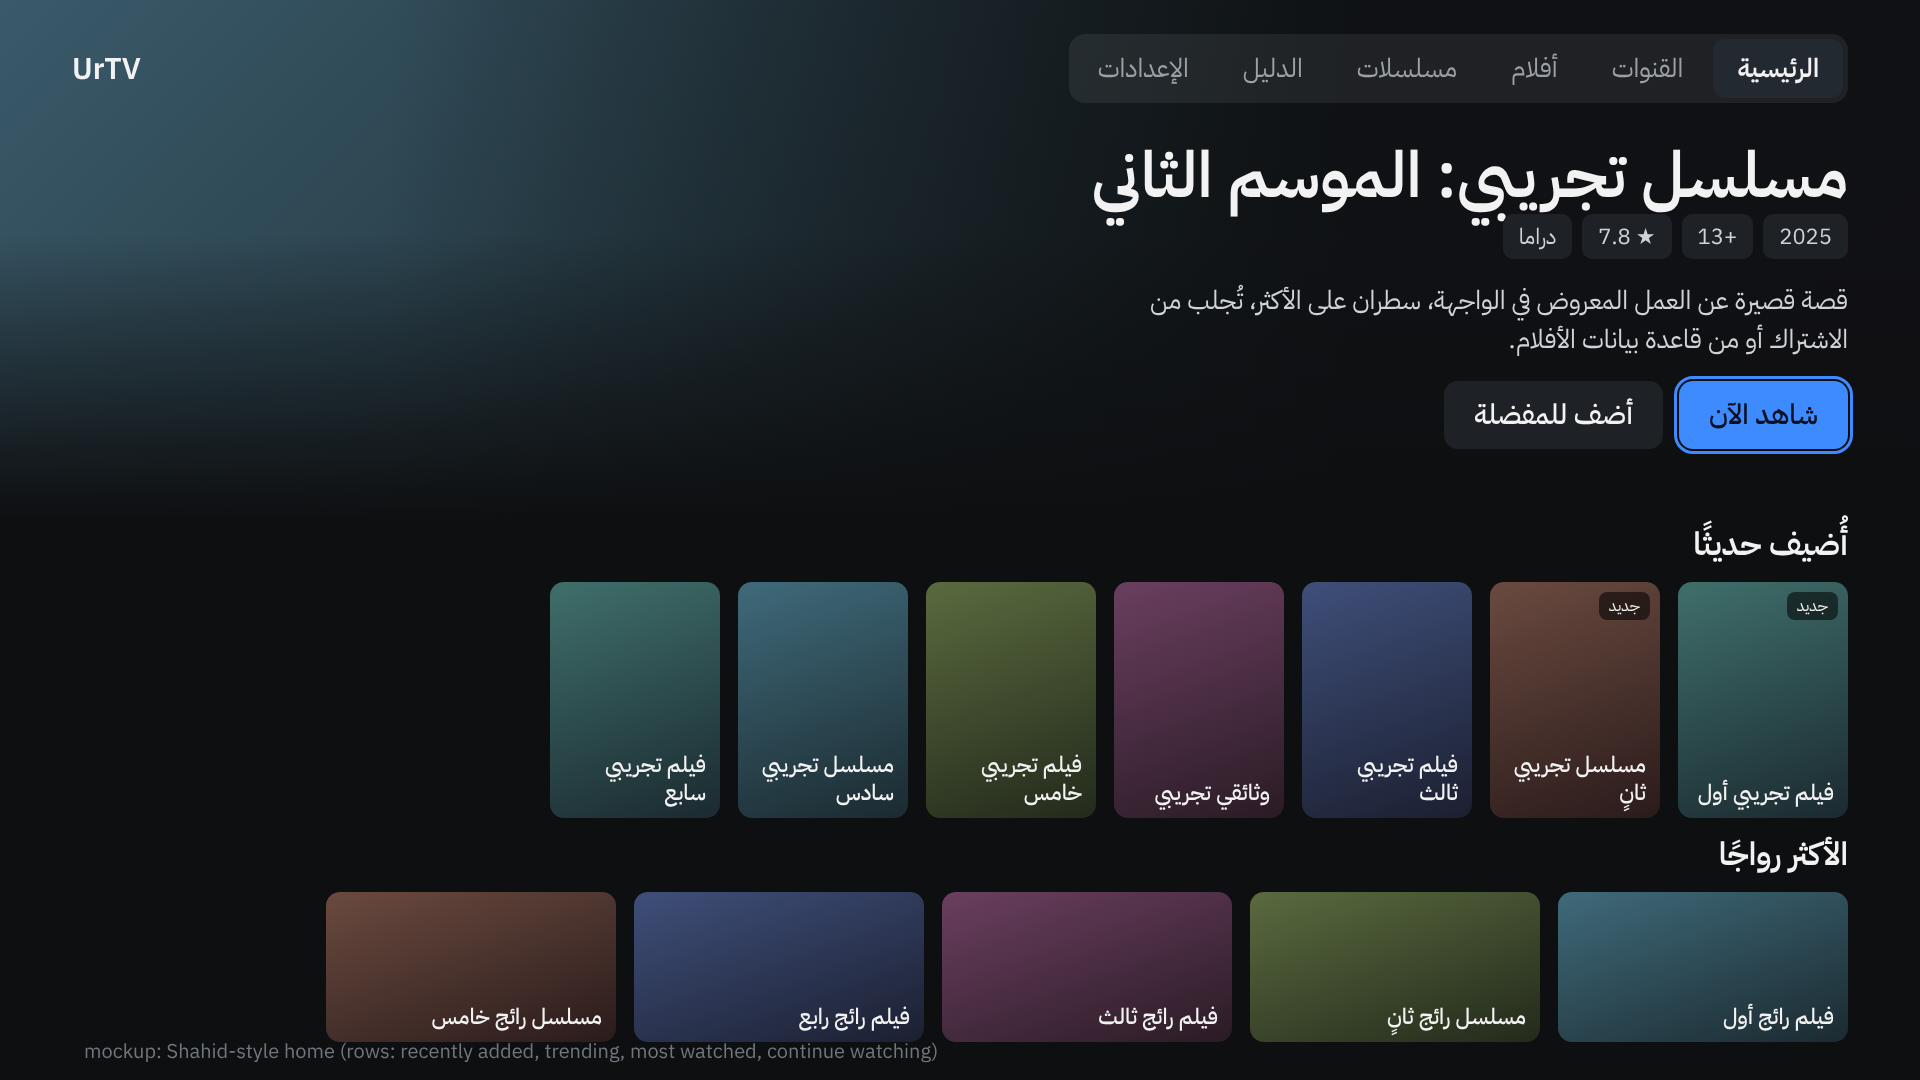 الرئيسية
القنوات
أفلام
مسلسلات
الدليل
الإعدادات
UrTV
مسلسل تجريبي: الموسم الثاني
2025
13+
★ 7.8
دراما
قصة قصيرة عن العمل المعروض في الواجهة، سطران على الأكثر، تُجلب من
الاشتراك أو من قاعدة بيانات الأفلام.
شاهد الآن
أضف للمفضلة
أُضيف حديثًا
جديد
فيلم تجريبي أول
جديد
مسلسل تجريبي
ثانٍ
فيلم تجريبي
ثالث
وثائقي تجريبي
فيلم تجريبي
خامس
مسلسل تجريبي
سادس
فيلم تجريبي
سابع
الأكثر رواجًا
فيلم رائج أول
مسلسل رائج ثانٍ
فيلم رائج ثالث
فيلم رائج رابع
مسلسل رائج خامس
mockup: Shahid-style home (rows: recently added, trending, most watched, continue watching)